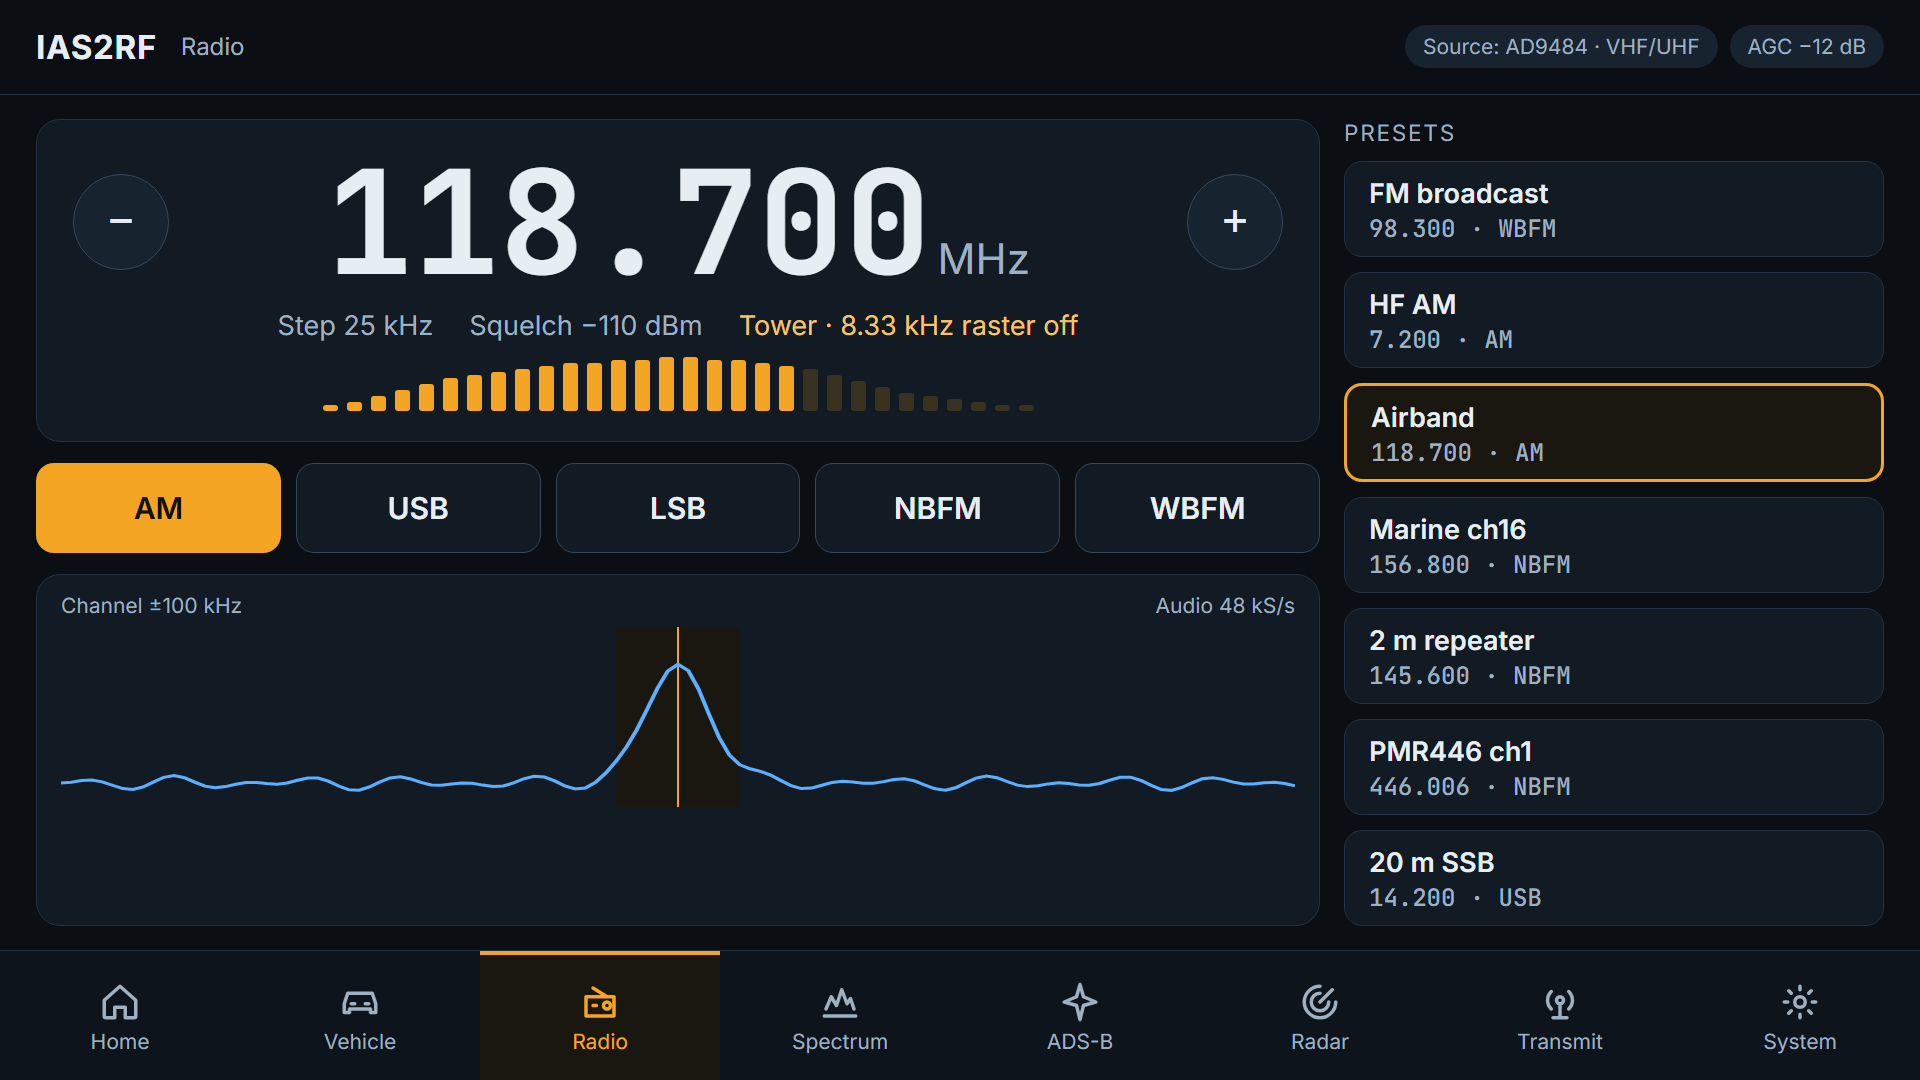 IAS2RF Radio
Source: AD9484 · VHF/UHF
AGC −12 dB
−
118.700 MHz
+
Step 25 kHz Squelch −110 dBm Tower · 8.33 kHz raster off
AM
USB
LSB
NBFM
WBFM
Channel ±100 kHz
Audio 48 kS/s
PRESETS
FM broadcast
98.300 · WBFM
HF AM
7.200 · AM
Airband
118.700 · AM
Marine ch16
156.800 · NBFM
2 m repeater
145.600 · NBFM
PMR446 ch1
446.006 · NBFM
20 m SSB
14.200 · USB
Home
Vehicle
Radio
Spectrum
ADS-B
Radar
Transmit
System